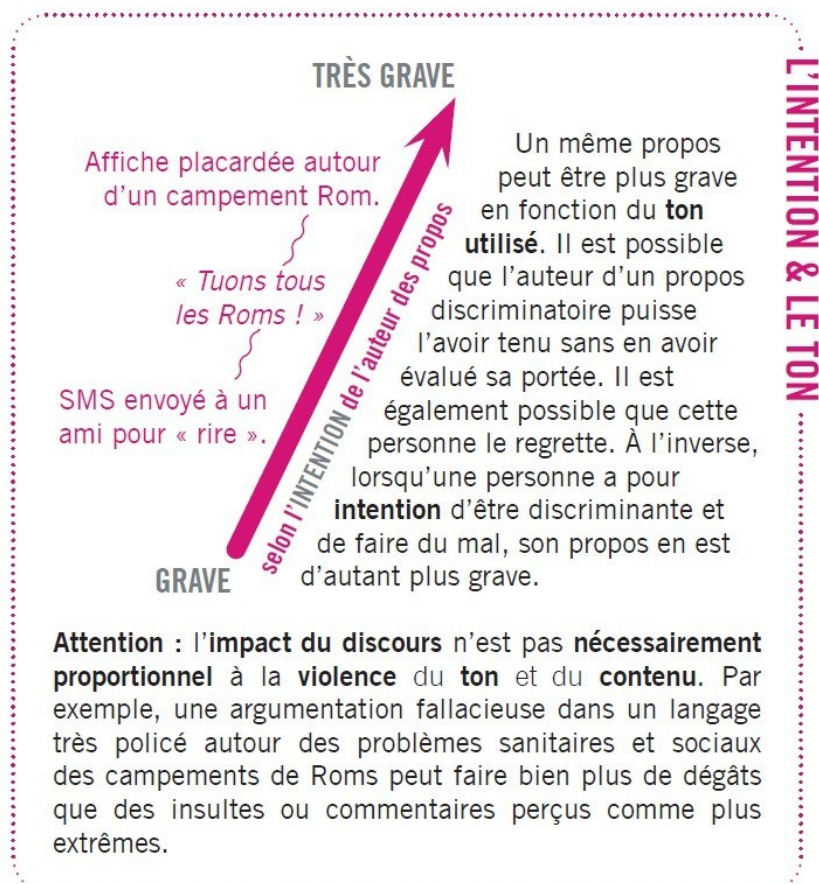 L'INTENTION & LE TON
TRÈS GRAVE
Affiche placardée autour
d'un campement Rom.
« Tuons tous
les Roms ! »
SMS envoyé à un
ami pour « rire ».
GRAVE
selon l'INTENTION de l'auteur des propos
Un même propos
peut être plus grave
en fonction du ton
utilisé. Il est possible
que l'auteur d'un propos
discriminatoire puisse
l'avoir tenu sans en avoir
évalué sa portée. Il est
également possible que cette
personne le regrette. À l'inverse,
lorsqu'une personne a pour
intention d'être discriminante et
de faire du mal, son propos en est
d'autant plus grave.
Attention : l'impact du discours n'est pas nécessairement
proportionnel à la violence du ton et du contenu. Par
exemple, une argumentation fallacieuse dans un langage
très policé autour des problèmes sanitaires et sociaux
des campements de Roms peut faire bien plus de dégâts
que des insultes ou commentaires perçus comme plus
extrêmes.